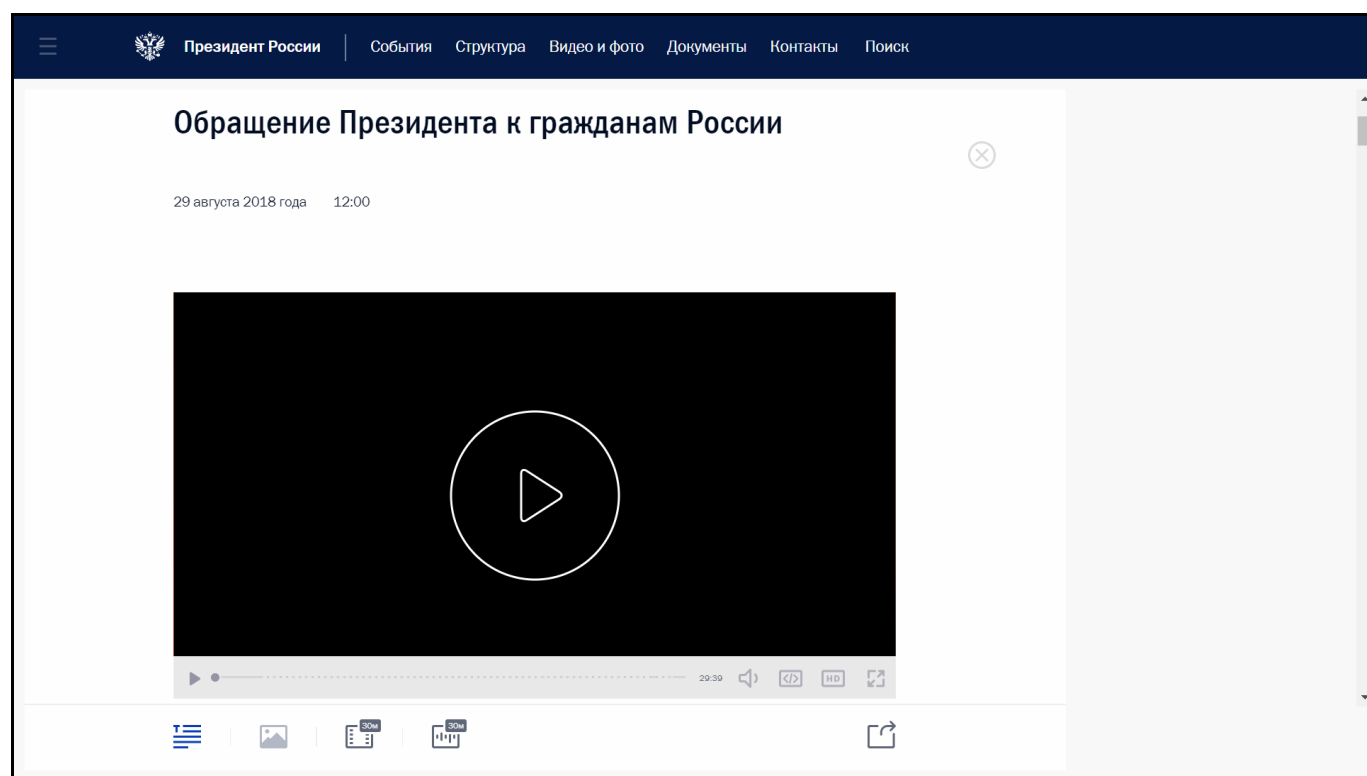 Президент России События Структура Видео и фото Документы Контакты Поиск
Обращение Президента к гражданам России
29 августа 2018 года 12:00
29:39 </> HD
T 30м 30м